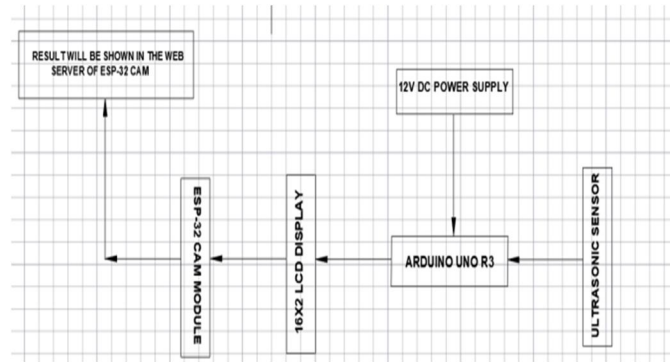 RESULT WILL BE SHOWN IN THE WEB
SERVER OF ESP-32 CAM
12V DC POWER SUPPLY
ESP-32 CAM MODULE
16X2 LCD DISPLAY
ARDUINO UNO R3
ULTRASONIC SENSOR